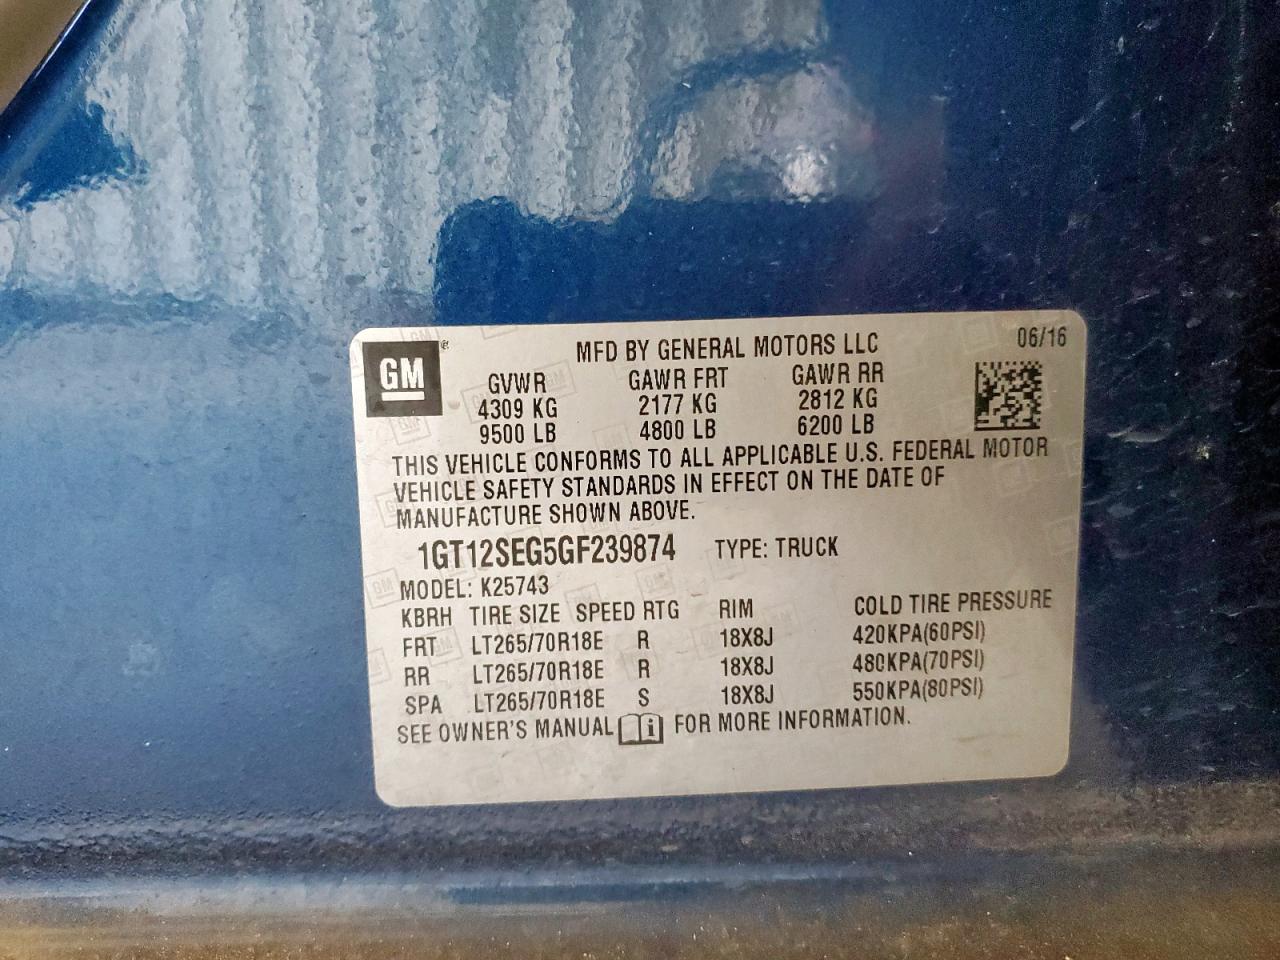 GM
®
MFD BY GENERAL MOTORS LLC
06/16
GVWR GAWR FRT GAWR RR
4309 KG 2177 KG 2812 KG
9500 LB 4800 LB 6200 LB
THIS VEHICLE CONFORMS TO ALL APPLICABLE U.S. FEDERAL MOTOR
VEHICLE SAFETY STANDARDS IN EFFECT ON THE DATE OF
MANUFACTURE SHOWN ABOVE.
1GT12SEG5GF239874 TYPE: TRUCK
MODEL: K25743
KBRH TIRE SIZE SPEED RTG RIM COLD TIRE PRESSURE
FRT LT265/70R18E R 18X8J 420KPA(60PSI)
RR LT265/70R18E R 18X8J 480KPA(70PSI)
SPA LT265/70R18E S 18X8J 550KPA(80PSI)
SEE OWNER'S MANUAL i FOR MORE INFORMATION.